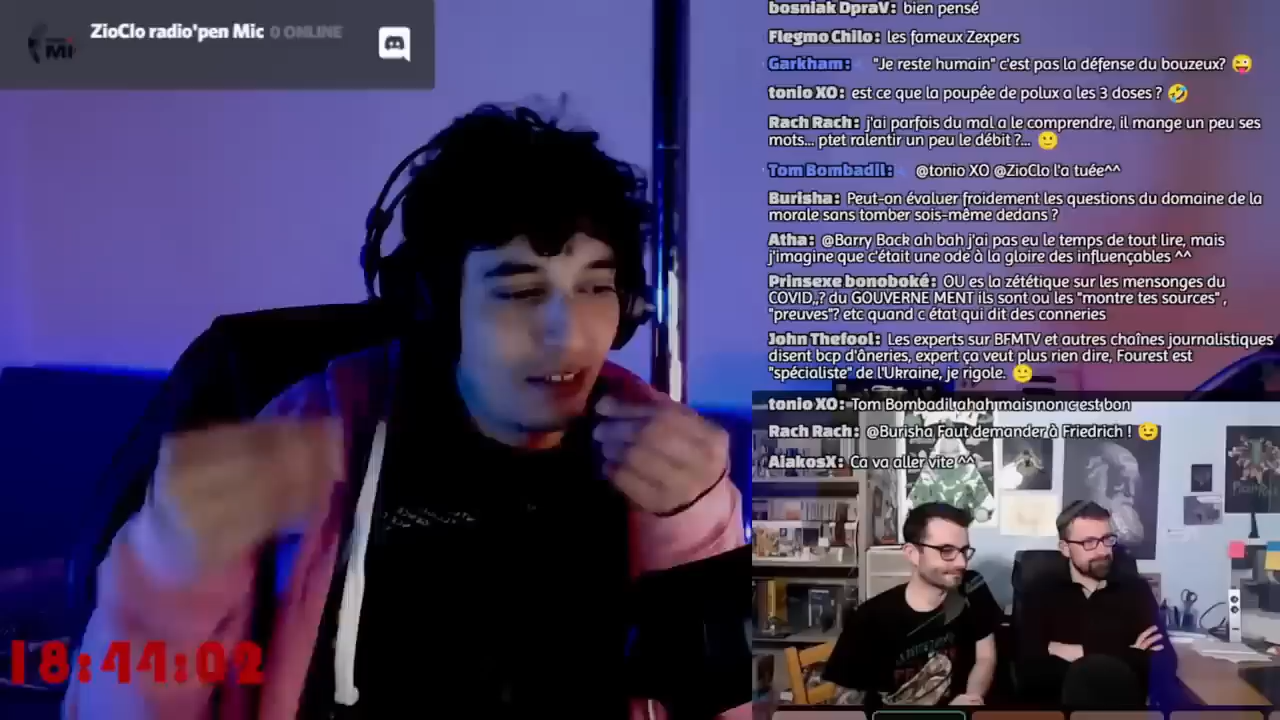 ZioClo radio'pen Mic 0 ONLINE
MI
bosniak DpraV: bien pensé
Flegmo Chilo: les fameux Zexpers
Garkham: "Je reste humain" c'est pas la défense du bouzeux? 😜
tonio XO: est ce que la poupée de polux a les 3 doses ? 🤣
Rach Rach: j'ai parfois du mal a le comprendre, il mange un peu ses
mots... ptet ralentir un peu le débit ?... 🙂
Tom Bombadil: @tonio XO @ZioClo l'a tuée^^
Burisha: Peut-on évaluer froidement les questions du domaine de la
morale sans tomber sois-même dedans ?
Atha: @Barry Back ah bah j'ai pas eu le temps de tout lire, mais
j'imagine que c'était une ode à la gloire des influençables ^^
Prinsexe bonoboké: OU es la zététique sur les mensonges du
COVID,,? du GOUVERNE MENT ils sont ou les "montre tes sources" ,
"preuves"? etc quand c état qui dit des conneries
John Thefool: Les experts sur BFMTV et autres chaînes journalistiques
disent bcp d'âneries, expert ça veut plus rien dire, Fourest est
"spécialiste" de l'Ukraine, je rigole. 🙂
tonio XO: Tom Bombadil ahah mais non c est bon
Rach Rach: @Burisha Faut demander à Friedrich ! 😉
AlakosX: Ca va aller vite ^^
18:44:02